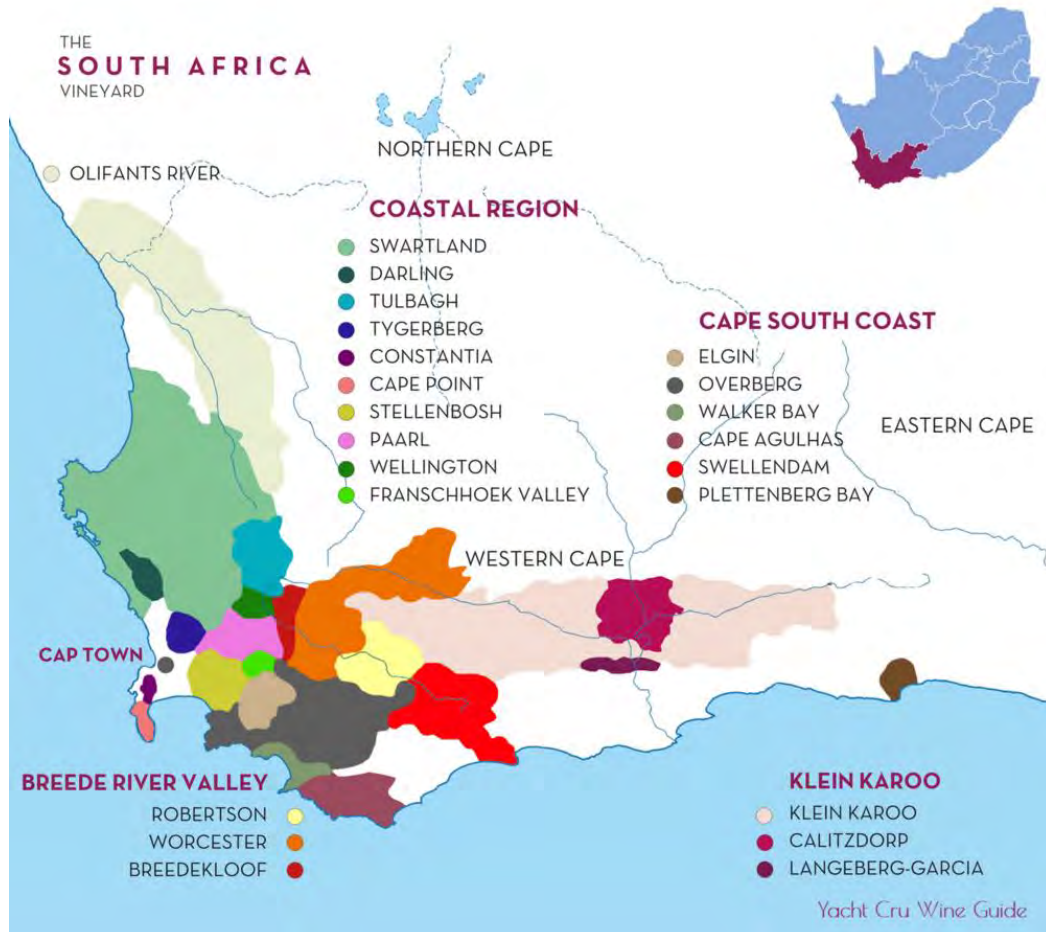 THE
SOUTH AFRICA
VINEYARD
OLIFANTS RIVER
NORTHERN CAPE
COASTAL REGION
SWARTLAND
DARLING
TULBAGH
TYGERBERG
CONSTANTIA
CAPE POINT
STELLENBOSH
PAARL
WELLINGTON
FRANSCHHOEK VALLEY
CAPE SOUTH COAST
ELGIN
OVERBERG
WALKER BAY
CAPE AGULHAS
SWELLENDAM
PLETTENBERG BAY
EASTERN CAPE
WESTERN CAPE
CAP TOWN
BREEDE RIVER VALLEY
ROBERTSON
WORCESTER
BREEDEKLOOF
KLEIN KAROO
KLEIN KAROO
CALITZDORP
LANGEBERG-GARCIA
Yacht Cru Wine Guide